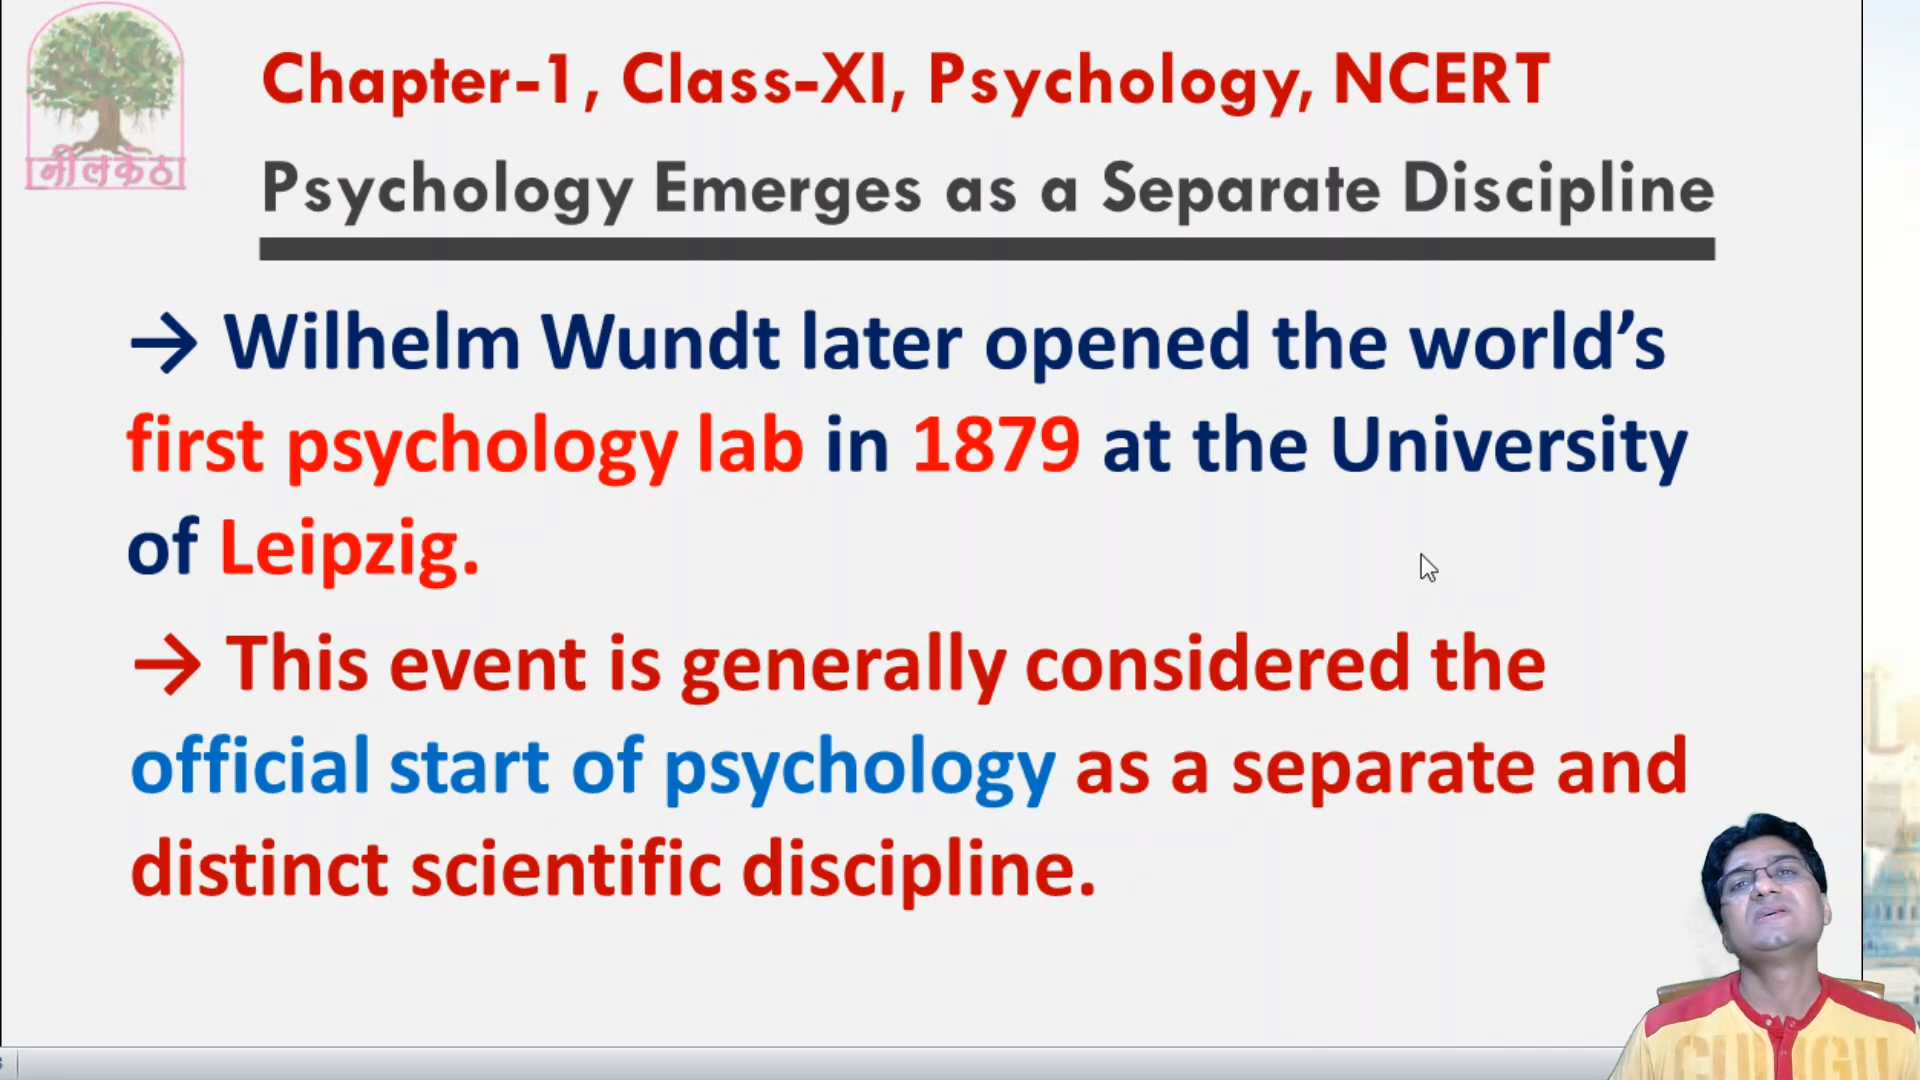 नीलकंठ
Chapter-1, Class-XI, Psychology, NCERT
Psychology Emerges as a Separate Discipline
→ Wilhelm Wundt later opened the world’s
first psychology lab in 1879 at the University
of Leipzig.
→ This event is generally considered the
official start of psychology as a separate and
distinct scientific discipline.